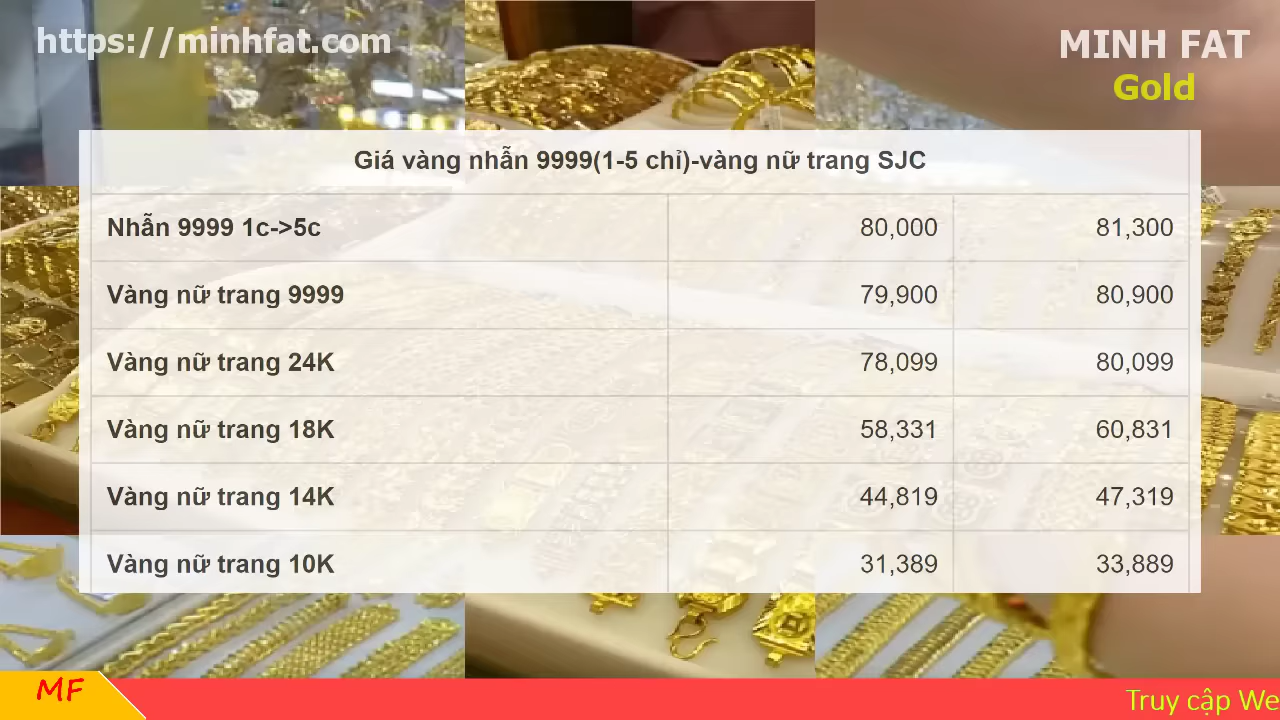 https://minhfat.com
MINH FAT
Gold
Giá vàng nhẫn 9999(1-5 chỉ)-vàng nữ trang SJC
Nhẫn 9999 1c->5c 80,000 81,300
Vàng nữ trang 9999 79,900 80,900
Vàng nữ trang 24K 78,099 80,099
Vàng nữ trang 18K 58,331 60,831
Vàng nữ trang 14K 44,819 47,319
Vàng nữ trang 10K 31,389 33,889
MF
Truy cập We